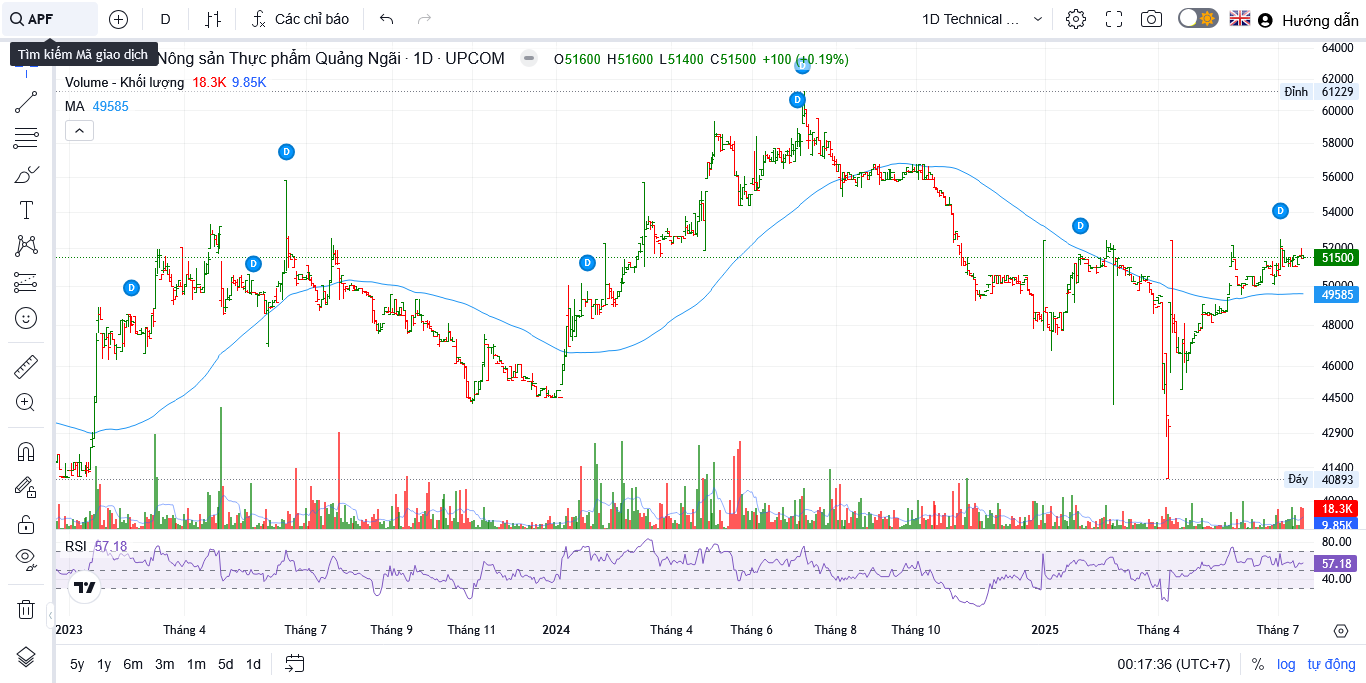 APF
D
Các chỉ báo
1D Technical ...
Hướng dẫn
Tìm kiếm Mã giao dịch
Nông sản Thực phẩm Quảng Ngãi · 1D · UPCOM
O51600 H51600 L51400 C51500 +100 (+0.19%)
Volume - Khối lượng 18.3K 9.85K
MA 49585
D
D
D
D
D
D
D
D
64000
62000
Đỉnh 61229
60000
58000
56000
54000
52000
51500
50000
49585
48000
46000
44500
42900
41400
Đáy 40893
40000
18.3K
9.85K
RSI 57.18
80.00
57.18
40.00
2023 Tháng 4 Tháng 7 Tháng 9 Tháng 11 2024 Tháng 4 Tháng 6 Tháng 8 Tháng 10 2025 Tháng 4 Tháng 7
5y 1y 6m 3m 1m 5d 1d
00:17:36 (UTC+7) % log tự động